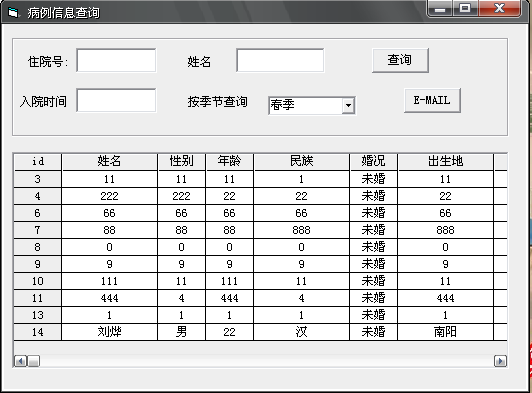 病例信息查询
住院号: 姓名 查询
入院时间 按季节查询 春季 E-MAIL
id 姓名 性别 年龄 民族 婚况 出生地
3 11 11 11 1 未婚 11
4 222 222 22 22 未婚 22
6 66 66 66 66 未婚 66
7 88 88 88 888 未婚 888
8 0 0 0 0 未婚 0
9 9 9 9 9 未婚 9
10 111 11 111 11 未婚 11
11 444 4 444 4 未婚 444
13 1 1 1 1 未婚 1
14 刘烨 男 22 汉 未婚 南阳